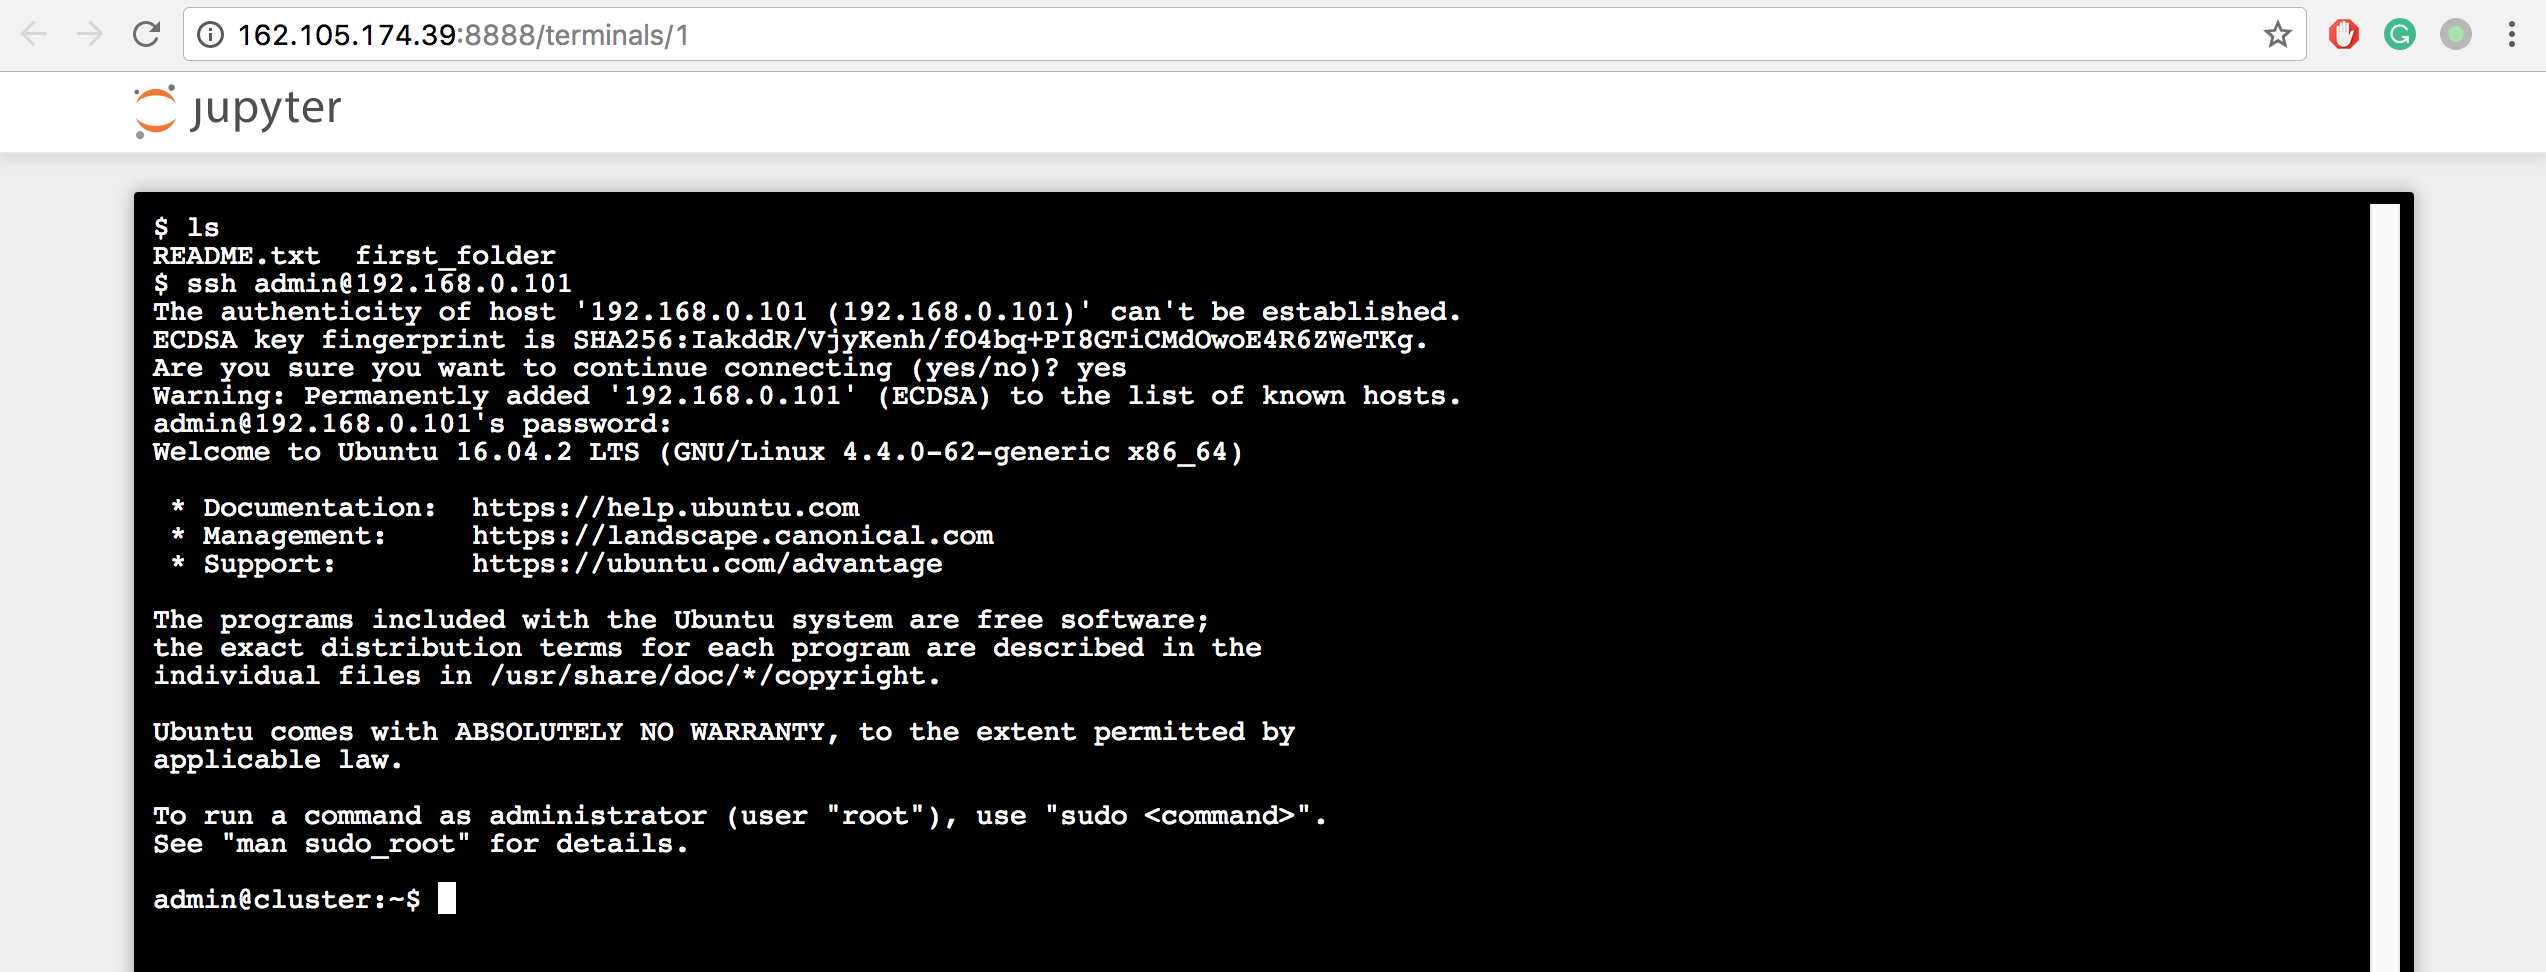 162.105.174.39:8888/terminals/1
jupyter
$ ls
README.txt  first_folder
$ ssh admin@192.168.0.101
The authenticity of host '192.168.0.101 (192.168.0.101)' can't be established.
ECDSA key fingerprint is SHA256:IakddR/VjyKenh/fO4bq+PI8GTiCMdOwoE4R6ZWeTKg.
Are you sure you want to continue connecting (yes/no)? yes
Warning: Permanently added '192.168.0.101' (ECDSA) to the list of known hosts.
admin@192.168.0.101's password:
Welcome to Ubuntu 16.04.2 LTS (GNU/Linux 4.4.0-62-generic x86_64)
 * Documentation:  https://help.ubuntu.com
 * Management:     https://landscape.canonical.com
 * Support:        https://ubuntu.com/advantage
The programs included with the Ubuntu system are free software;
the exact distribution terms for each program are described in the
individual files in /usr/share/doc/*/copyright.
Ubuntu comes with ABSOLUTELY NO WARRANTY, to the extent permitted by
applicable law.
To run a command as administrator (user "root"), use "sudo <command>".
See "man sudo_root" for details.
admin@cluster:~$